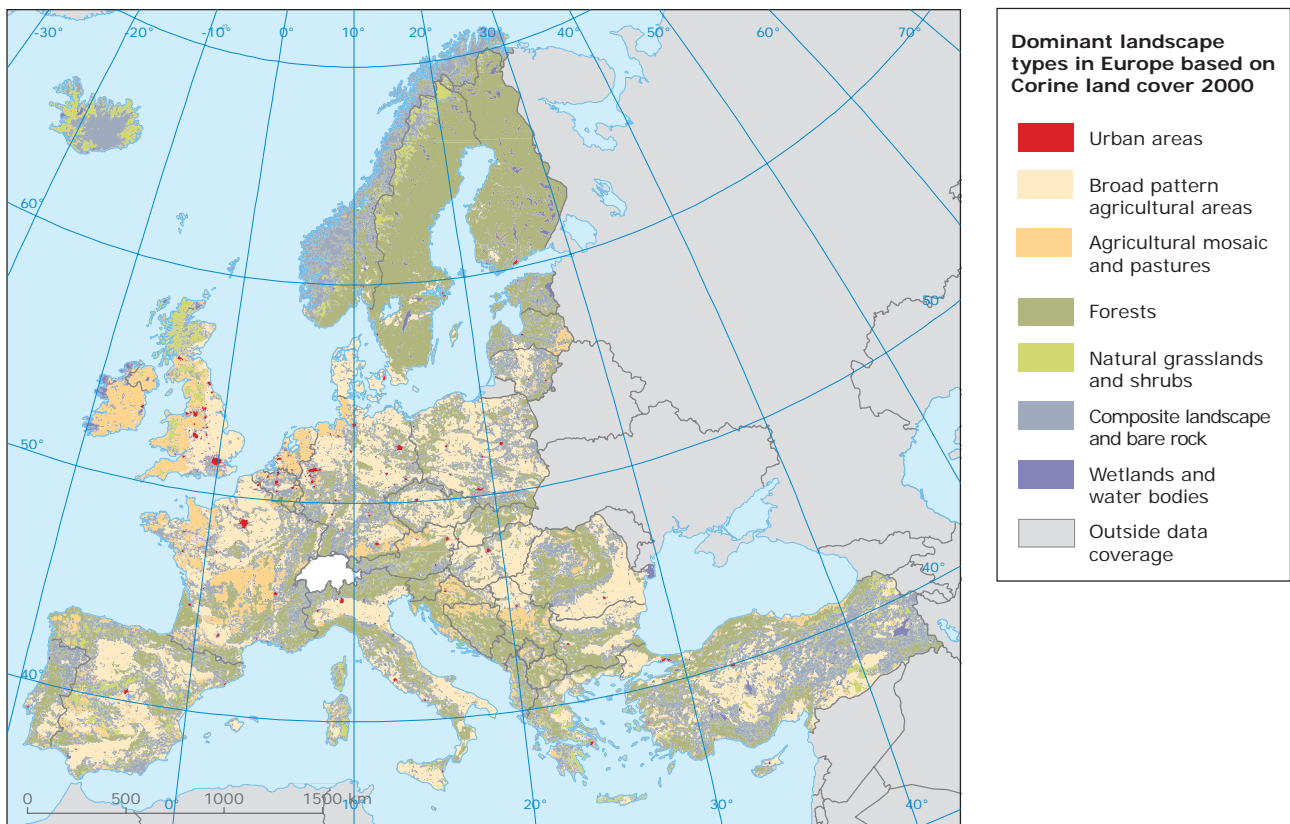 -30°
-20°
-10°
0°
10°
20°
30°
40°
50°
60°
70°
60°
50°
50°
40°
40°
0 500 1000 1500 km
0°
10°
20°
30°
40°
Dominant landscape
types in Europe based on
Corine land cover 2000
Urban areas
Broad pattern
agricultural areas
Agricultural mosaic
and pastures
Forests
Natural grasslands
and shrubs
Composite landscape
and bare rock
Wetlands and
water bodies
Outside data
coverage